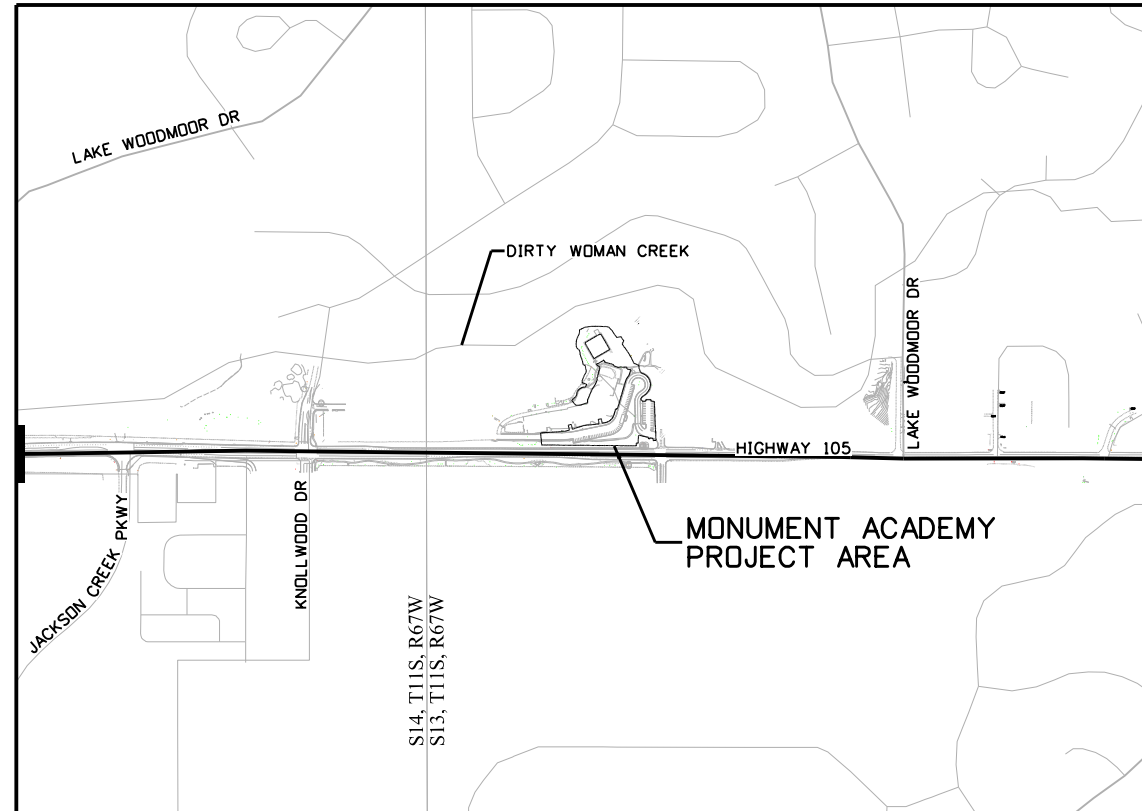 LAKE WOODMOOR DR
DIRTY WOMAN CREEK
LAKE WOODMOOR DR
HIGHWAY 105
MONUMENT ACADEMY
PROJECT AREA
JACKSON CREEK PKWY
KNOLLWOOD DR
S14, T11S, R67W
S13, T11S, R67W